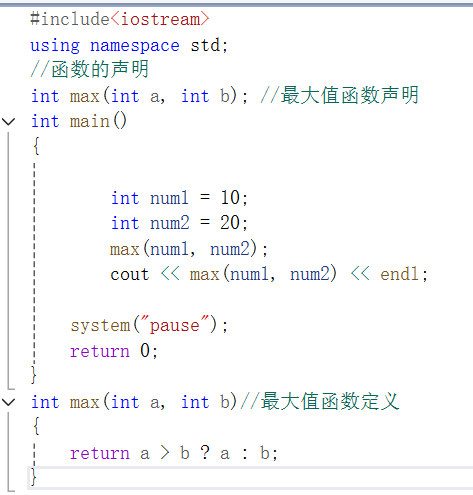 #include<iostream>
using namespace std;
//函数的声明
int max(int a, int b); //最大值函数声明
int main()
{
int num1 = 10;
int num2 = 20;
max(num1, num2);
cout << max(num1, num2) << endl;
system("pause");
return 0;
}
int max(int a, int b)//最大值函数定义
{
return a > b ? a : b;
}